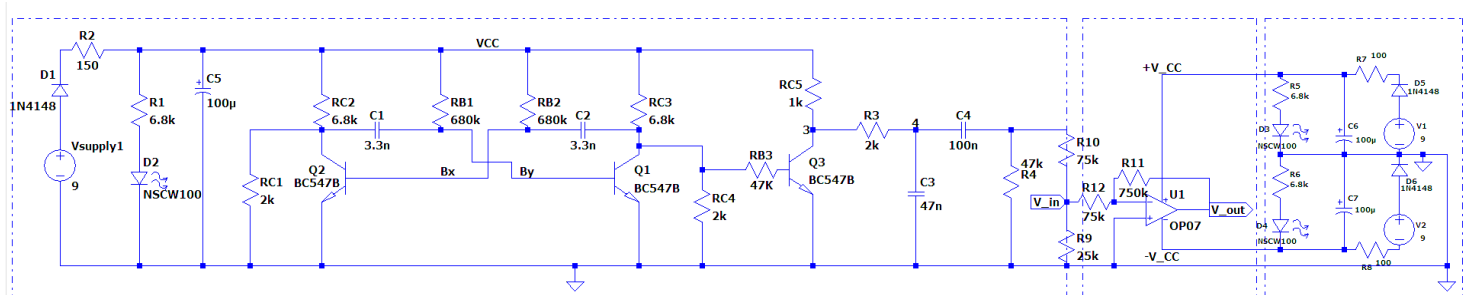 R2
150
D1
1N4148
Vsupply1
9
R1
6.8k
D2
NSCW100
C5
100µ
VCC
RC2
6.8k
C1
3.3n
RB1
680k
RB2
680k
C2
3.3n
RC3
6.8k
RC1
2k
Q2
BC547B
Bx
By
Q1
BC547B
RC4
2k
RB3
47K
RC5
1k
3
Q3
BC547B
R3
2k
4
C4
100n
C3
47n
47k
R4
R10
75k
V_in
R9
25k
R12
75k
R11
750k
U1
OP07
V_out
+V_CC
-V_CC
R5
6.8k
D3
NSCW100
R6
6.8k
D4
NSCW100
C6
100µ
C7
100µ
R7
100
D5
1N4148
V1
9
D6
1N4148
V2
9
R8
100